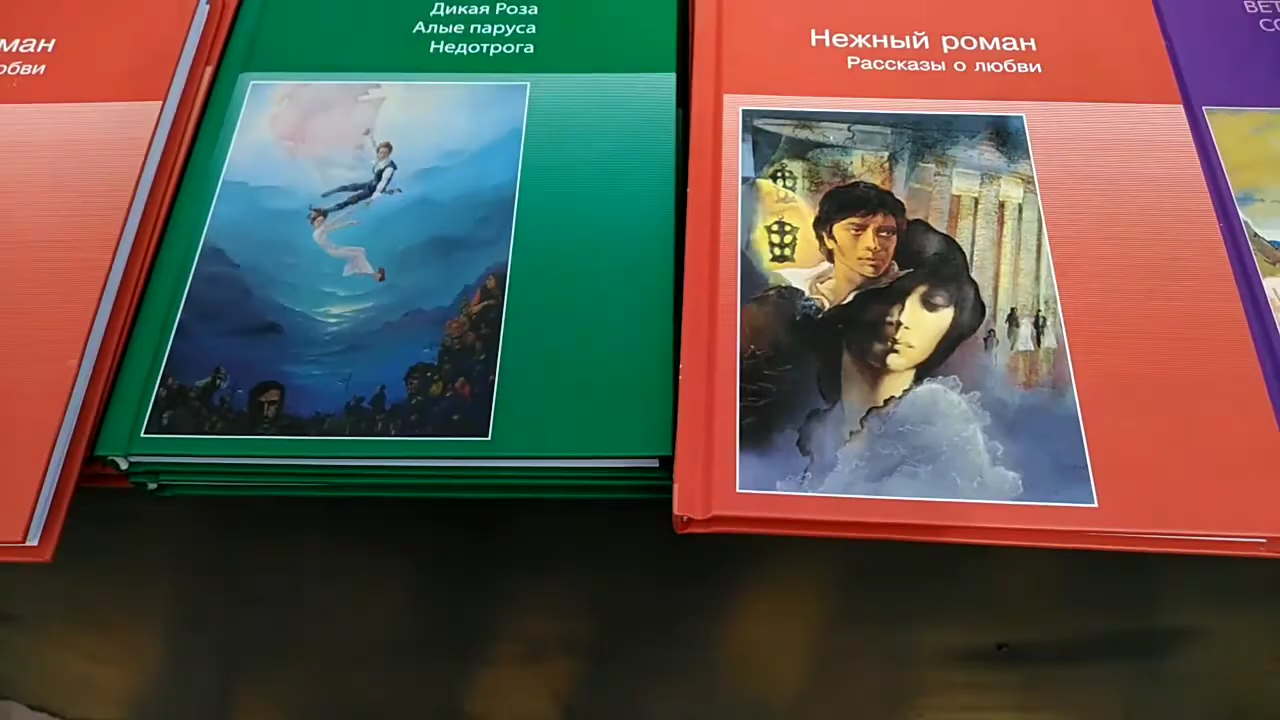 Дикая Роза
Алые паруса
Недотрога
Нежный роман
Рассказы о любви